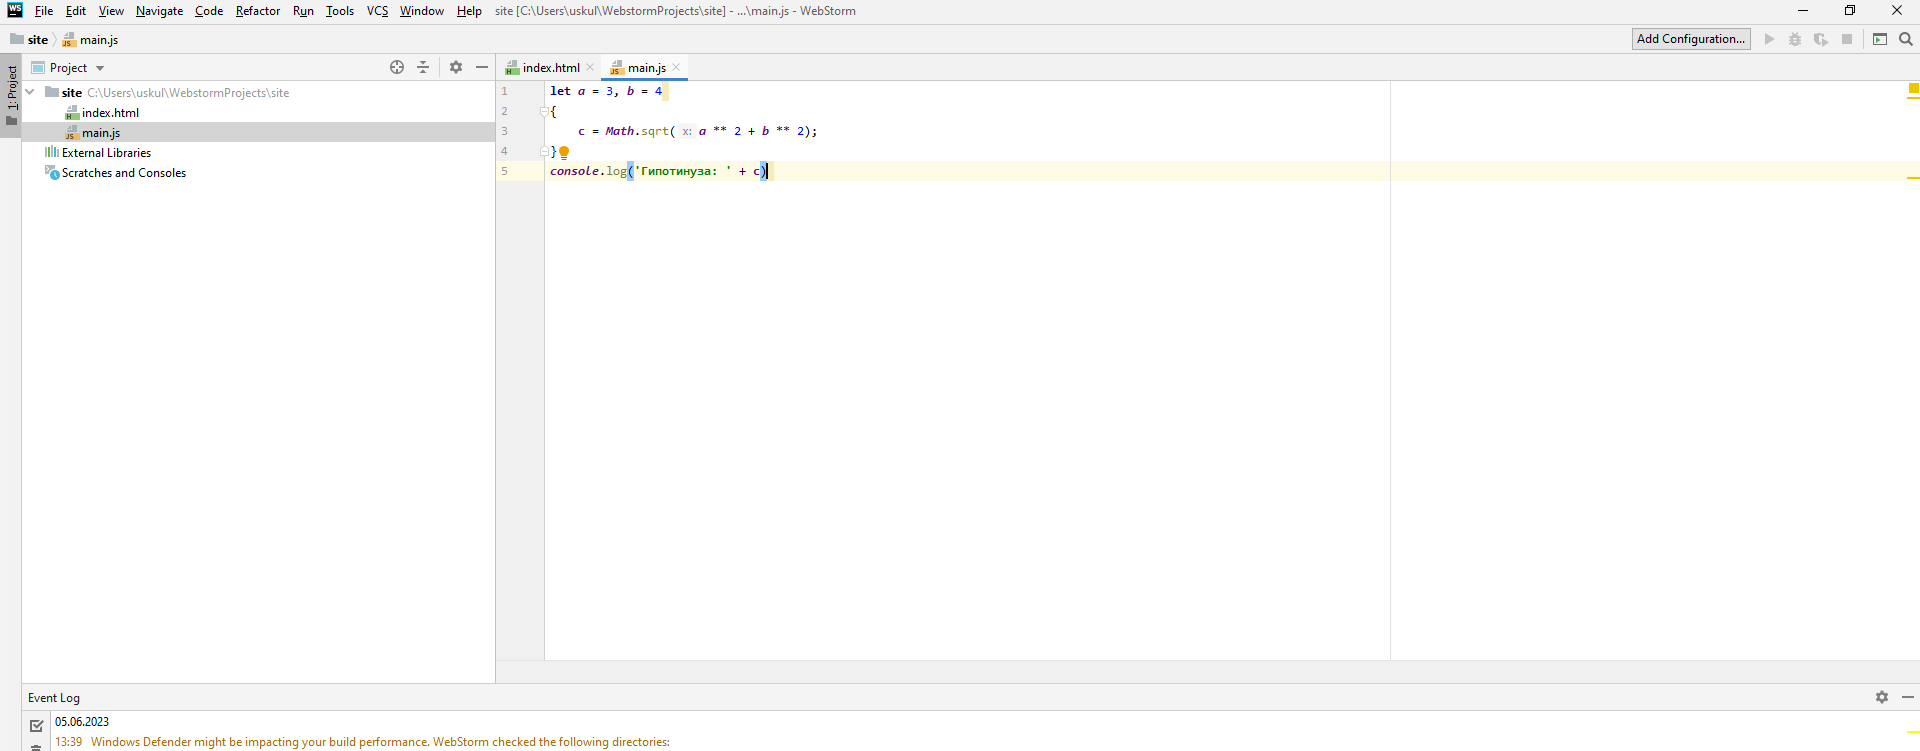 WS File Edit View Navigate Code Refactor Run Tools VCS Window Help site [C:\Users\uskul\WebstormProjects\site] - ...\main.js - WebStorm
site main.js Add Configuration...
1: Project
Project
index.html main.js
site C:\Users\uskul\WebstormProjects\site
index.html
main.js
External Libraries
Scratches and Consoles
1 let a = 3, b = 4
2 {
3 c = Math.sqrt( x: a ** 2 + b ** 2);
4 }
5 console.log('Гипотинуза: ' + c)
Event Log
05.06.2023
13:39 Windows Defender might be impacting your build performance. WebStorm checked the following directories: